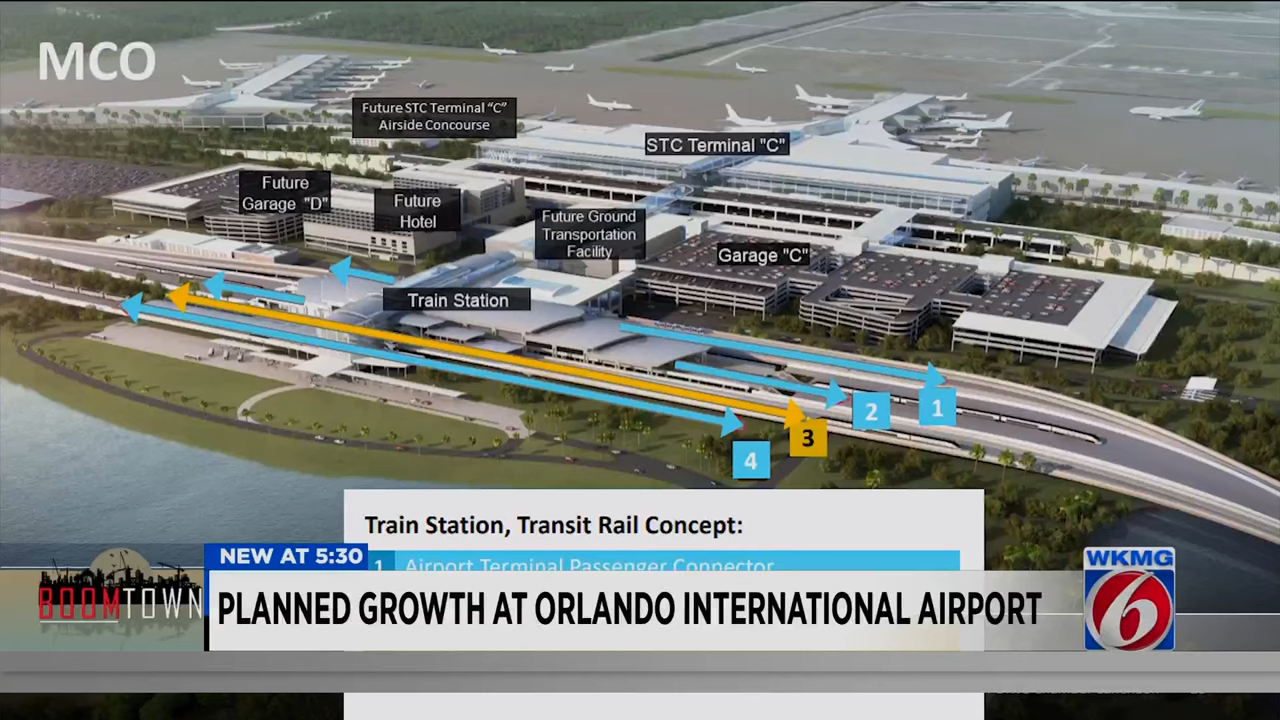 MCO
Future STC Terminal "C"
Airside Concourse
STC Terminal "C"
Future
Garage "D"
Future
Hotel
Future Ground
Transportation
Facility
Garage "C"
Train Station
1
2
3
4
Train Station, Transit Rail Concept:
1 Airport Terminal Passenger Connector
NEW AT 5:30
BOOMTOWN
PLANNED GROWTH AT ORLANDO INTERNATIONAL AIRPORT
WKMG
6